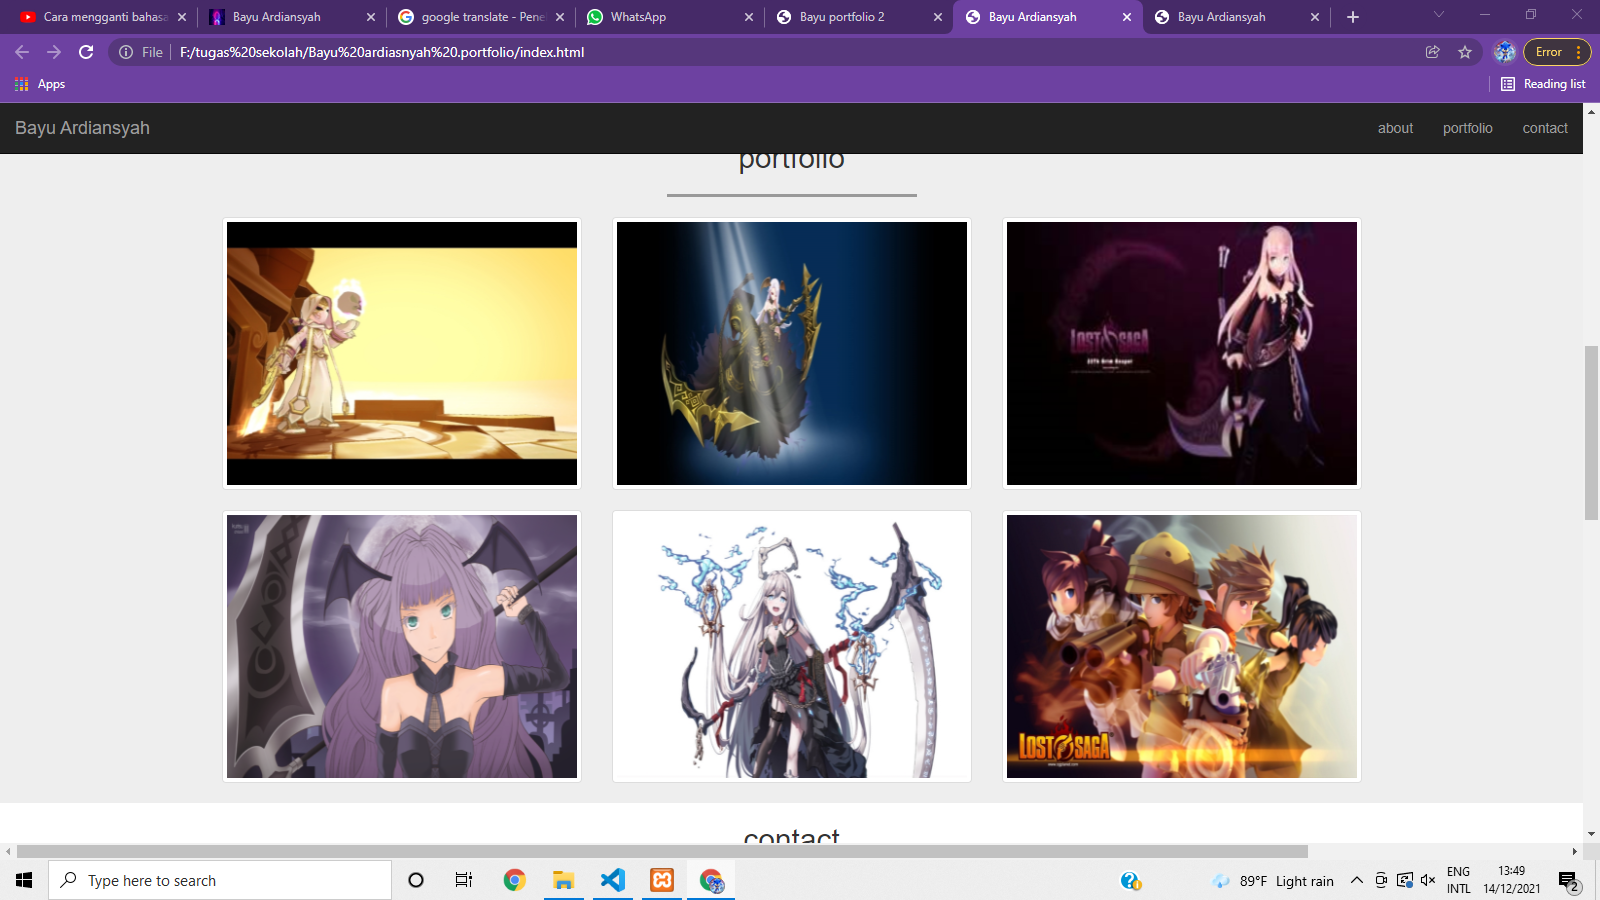 Cara mengganti bahasa
Bayu Ardiansyah
google translate - Pene
WhatsApp
Bayu portfolio 2
Bayu Ardiansyah
Bayu Ardiansyah
File
F:/tugas%20sekolah/Bayu%20ardiasnyah%20.portfolio/index.html
Error
Apps
Reading list
Bayu Ardiansyah
about
portfolio
contact
portfolio
LOST SAGA
LOST SAGA
contact
Type here to search
89°F Light rain
ENG
INTL
13:49
14/12/2021
2